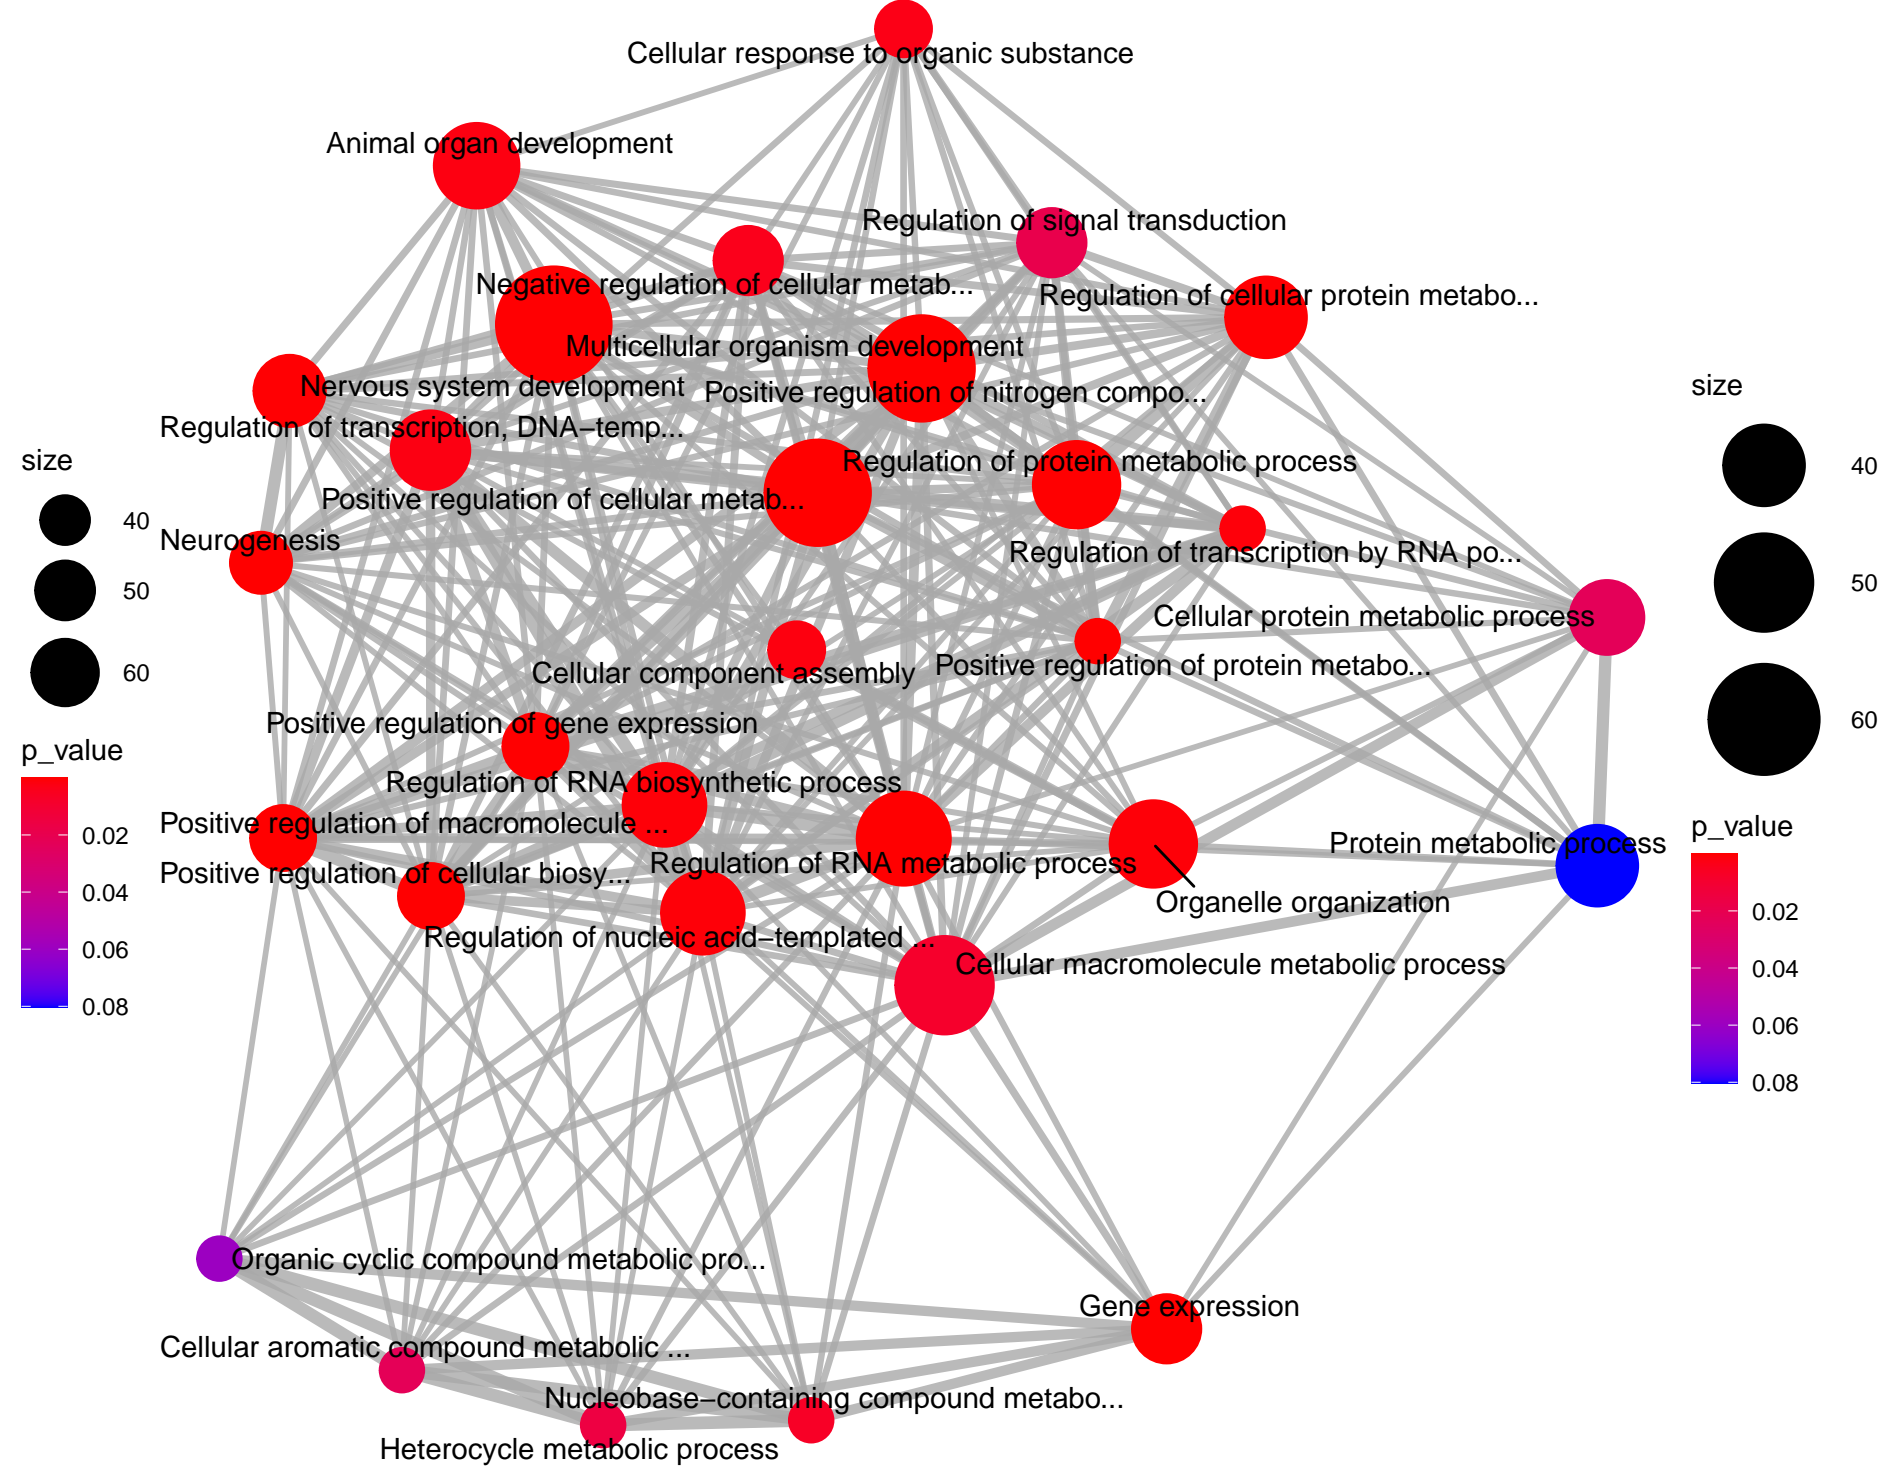 Cellular response to organic substance
Animal organ development
Regulation of signal transduction
Negative regulation of cellular metab...
Regulation of cellular protein metabo...
Multicellular organism development
Nervous system development
Positive regulation of nitrogen compo...
Regulation of transcription, DNA−temp...
Regulation of protein metabolic process
Positive regulation of cellular metab...
Neurogenesis
Regulation of transcription by RNA po...
Cellular protein metabolic process
Cellular component assembly
Positive regulation of protein metabo...
Positive regulation of gene expression
Regulation of RNA biosynthetic process
Positive regulation of macromolecule ...
Protein metabolic process
Regulation of RNA metabolic process
Positive regulation of cellular biosy...
Organelle organization
Regulation of nucleic acid−templated ...
Cellular macromolecule metabolic process
Organic cyclic compound metabolic pro...
Gene expression
Cellular aromatic compound metabolic ...
Nucleobase−containing compound metabo...
Heterocycle metabolic process
size
40
50
60
p_value
0.02
0.04
0.06
0.08
size
40
50
60
p_value
0.02
0.04
0.06
0.08